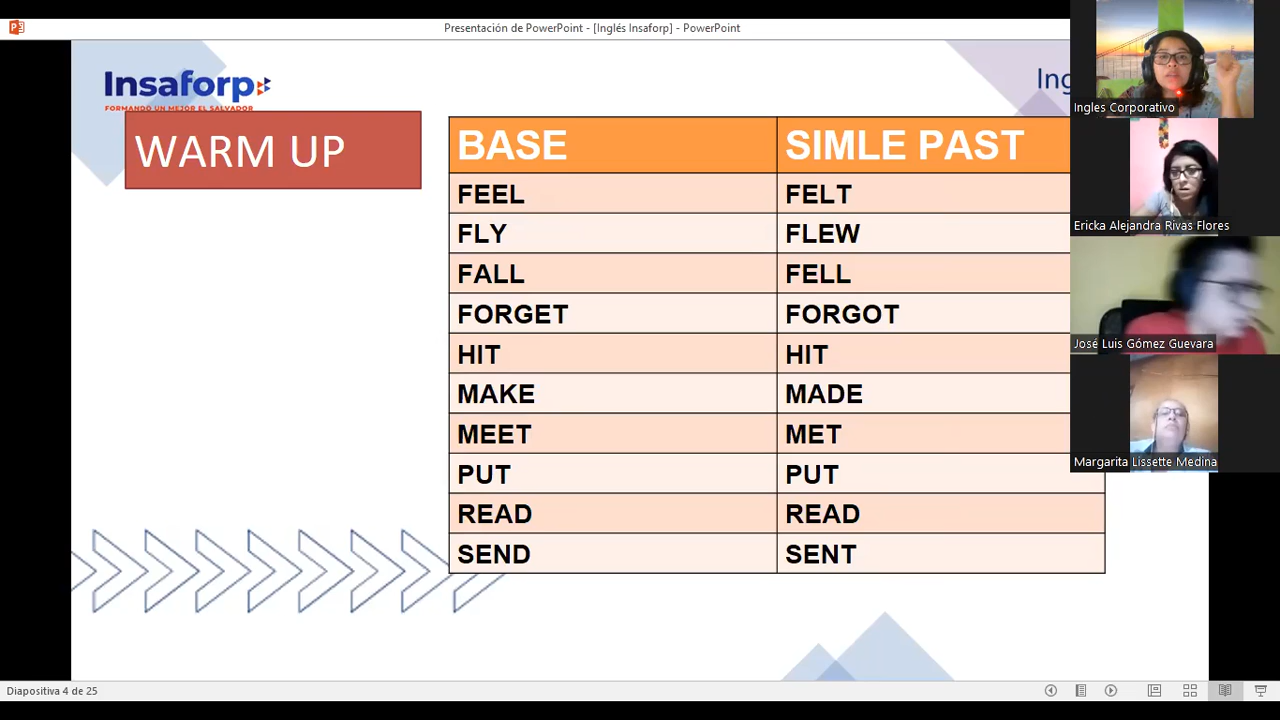 Presentación de PowerPoint - [Inglés Insaforp] - PowerPoint
Insaforp
FORMANDO UN MEJOR EL SALVADOR
Ing
WARM UP
BASE SIMLE PAST
FEEL FELT
FLY FLEW
FALL FELL
FORGET FORGOT
HIT HIT
MAKE MADE
MEET MET
PUT PUT
READ READ
SEND SENT
Ingles Corporativo
Ericka Alejandra Rivas Flores
José Luis Gómez Guevara
Margarita Lissette Medina
Diapositiva 4 de 25